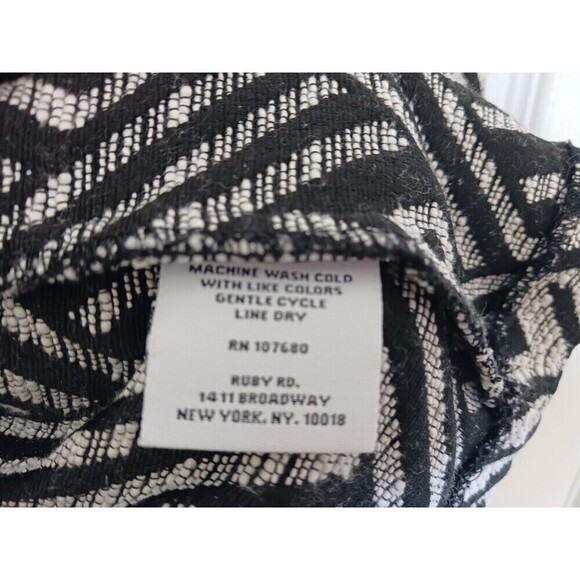 MACHINE WASH COLD
WITH LIKE COLORS
GENTLE CYCLE
LINE DRY
RN 107680
RUBY RD.
1411 BROADWAY
NEW YORK. NY. 10018